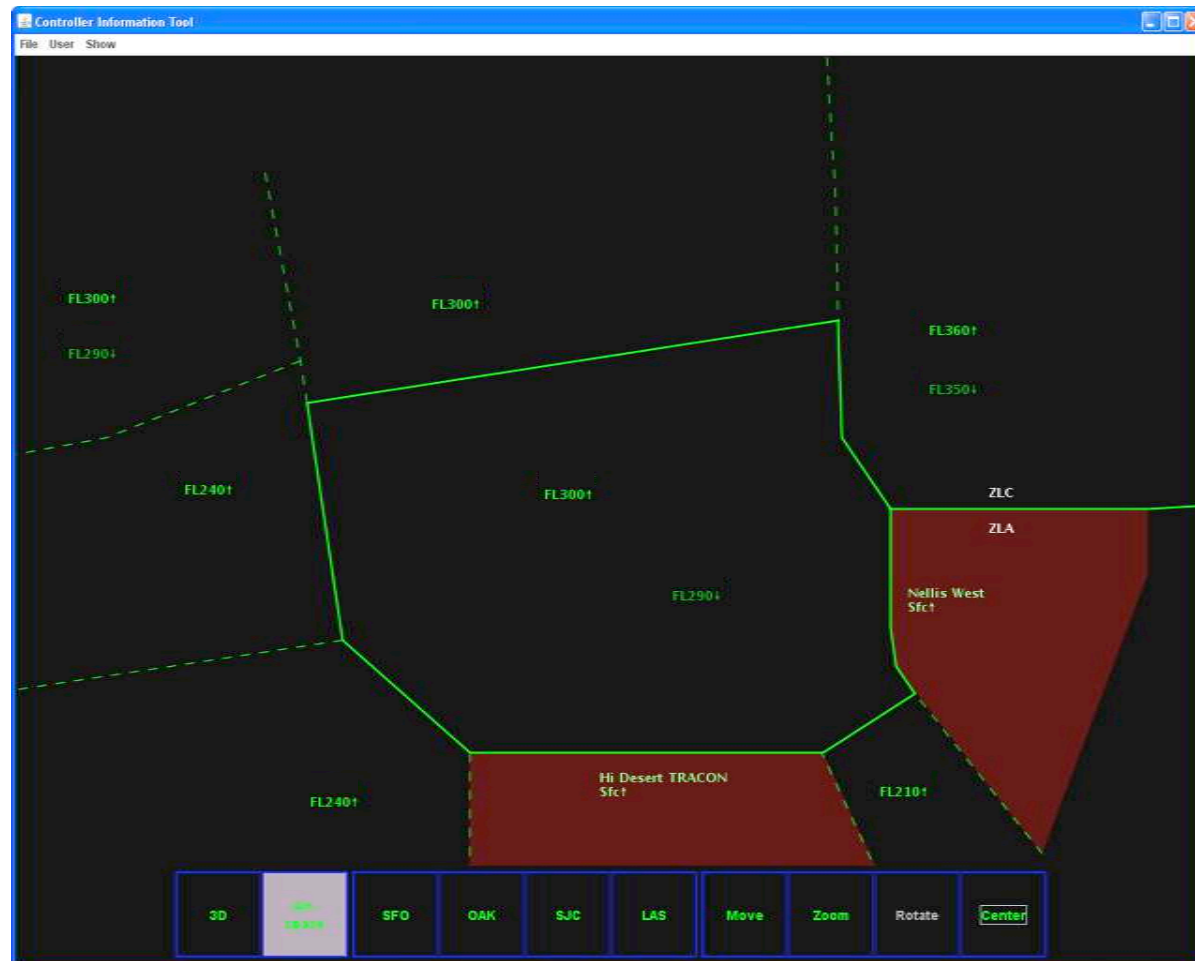 Controller Information Tool
File User Show
FL300↑
FL300↑
FL290↓
FL360↑
FL350↓
FL240↑
FL300↑
ZLC
ZLA
FL290↓
Nellis West
Sfc↑
Hi Desert TRACON
Sfc↑
FL240↑
FL210↑
3D
SFO
OAK
SJC
LAS
Move
Zoom
Rotate
Center